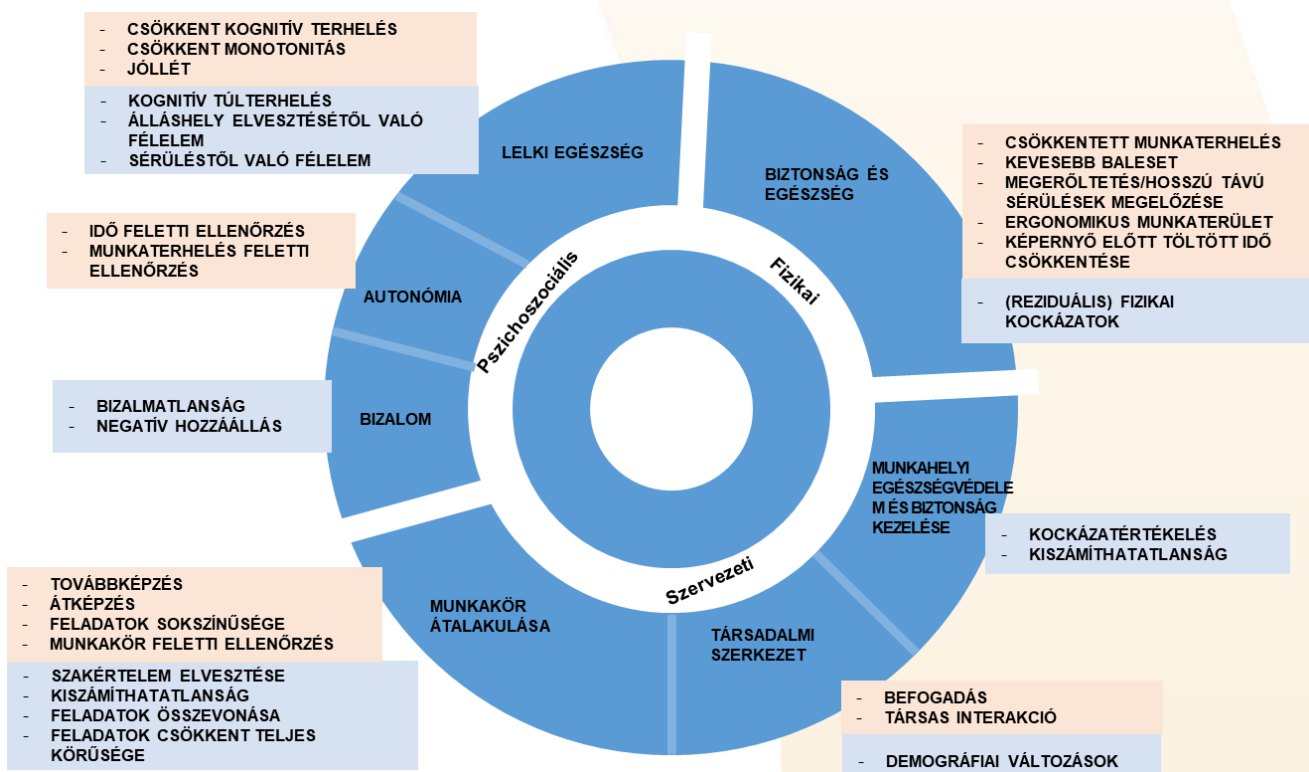 - CSÖKKENT KOGNITÍV TERHELÉS
- CSÖKKENT MONOTONITÁS
- JÓLLÉT
- KOGNITÍV TÚLTERHELÉS
- ÁLLÁSHELY ELVESZTÉSÉTŐL VALÓ
FÉLELEM
- SÉRÜLÉSTŐL VALÓ FÉLELEM
LELKI EGÉSZSÉG
BIZTONSÁG ÉS
EGÉSZSÉG
- CSÖKKENTETT MUNKATERHELÉS
- KEVESEBB BALESET
- MEGERŐLTETÉS/HOSSZÚ TÁVÚ
SÉRÜLÉSEK MEGELŐZÉSE
- ERGONOMIKUS MUNKATERÜLET
- KÉPERNYŐ ELŐTT TÖLTÖTT IDŐ
CSÖKKENTÉSE
- (REZIDUÁLIS) FIZIKAI
KOCKÁZATOK
- IDŐ FELETTI ELLENŐRZÉS
- MUNKATERHELÉS FELETTI
ELLENŐRZÉS
AUTONÓMIA
Pszichoszociális
Fizikai
- BIZALMATLANSÁG
- NEGATÍV HOZZÁÁLLÁS
BIZALOM
MUNKAHELYI
EGÉSZSÉGVÉDELE
M ÉS BIZTONSÁG
KEZELÉSE
- KOCKÁZATÉRTÉKELÉS
- KISZÁMÍTHATATLANSÁG
Szervezeti
- TOVÁBBKÉPZÉS
- ÁTKÉPZÉS
- FELADATOK SOKSZÍNŰSÉGE
- MUNKAKÖR FELETTI ELLENŐRZÉS
- SZAKÉRTELEM ELVESZTÉSE
- KISZÁMÍTHATATLANSÁG
- FELADATOK ÖSSZEVONÁSA
- FELADATOK CSÖKKENT TELJES
KÖRŰSÉGE
MUNKAKÖR
ÁTALAKULÁSA
TÁRSADALMI
SZERKEZET
- BEFOGADÁS
- TÁRSAS INTERAKCIÓ
- DEMOGRÁFIAI VÁLTOZÁSOK